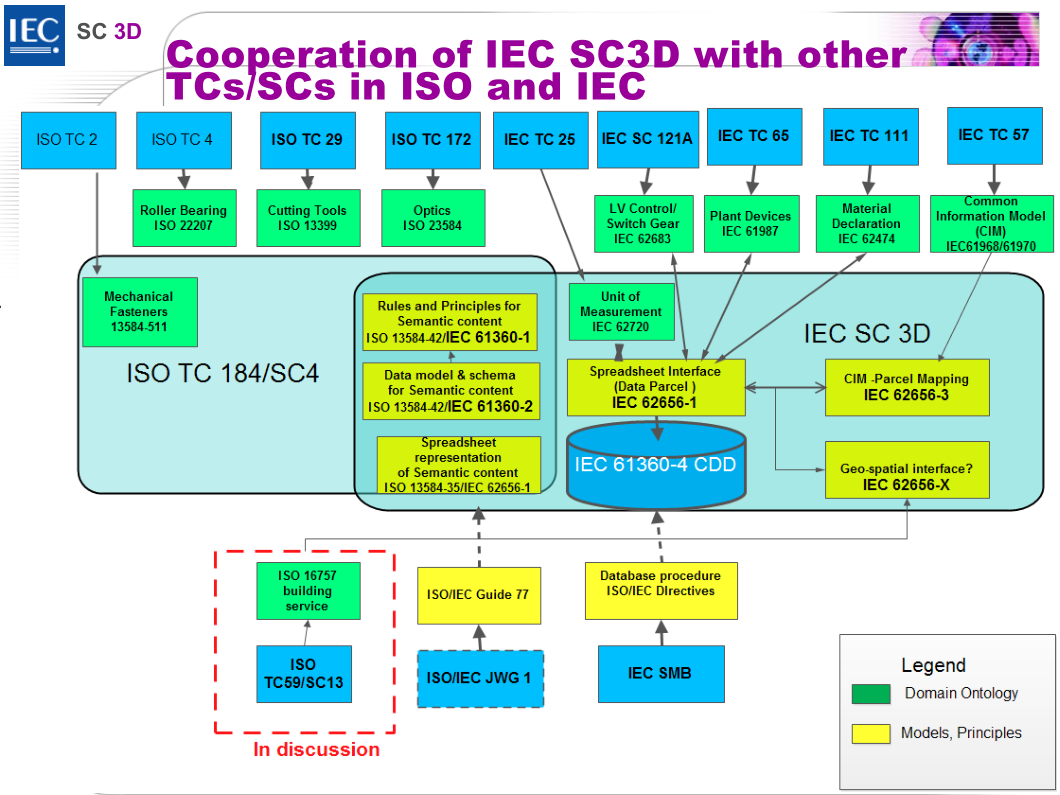 IEC
SC 3D
Cooperation of IEC SC3D with other
TCs/SCs in ISO and IEC
ISO TC 2
ISO TC 4
ISO TC 29
ISO TC 172
IEC TC 25
IEC SC 121A
IEC TC 65
IEC TC 111
IEC TC 57
Roller Bearing
ISO 22207
Cutting Tools
ISO 13399
Optics
ISO 23584
LV Control/
Switch Gear
IEC 62683
Plant Devices
IEC 61987
Material
Declaration
IEC 62474
Common
Information Model
(CIM)
IEC61968/61970
Mechanical
Fasteners
13584-511
ISO TC 184/SC4
Rules and Principles for
Semantic content
ISO 13584-42/IEC 61360-1
Data model & schema
for Semantic content
ISO 13584-42/IEC 61360-2
Spreadsheet
representation
of Semantic content
ISO 13584-35/IEC 62656-1
Unit of
Measurement
IEC 62720
IEC SC 3D
Spreadsheet Interface
(Data Parcel )
IEC 62656-1
CIM -Parcel Mapping
IEC 62656-3
IEC 61360-4 CDD
Geo-spatial interface?
IEC 62656-X
ISO 16757
building
service
ISO
TC59/SC13
In discussion
ISO/IEC Guide 77
ISO/IEC JWG 1
Database procedure
ISO/IEC DIrectives
IEC SMB
Legend
Domain Ontology
Models, Principles